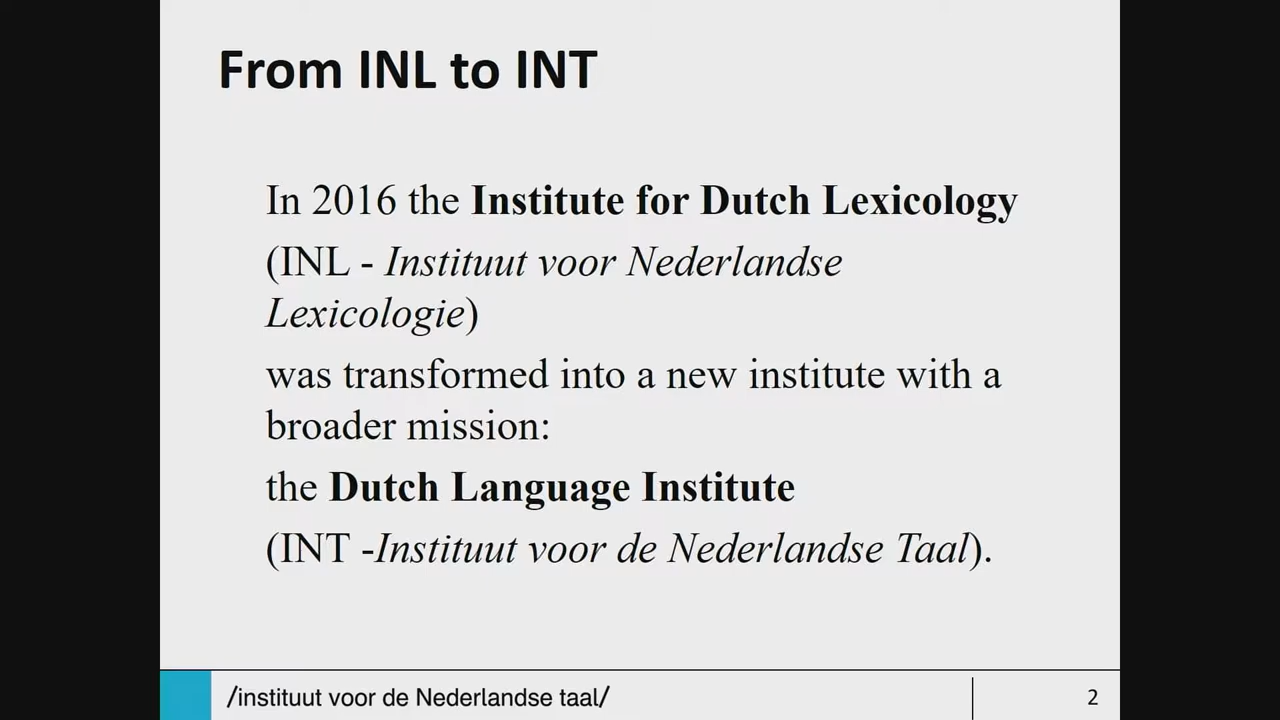 From INL to INT
In 2016 the Institute for Dutch Lexicology
(INL - Instituut voor Nederlandse
Lexicologie)
was transformed into a new institute with a
broader mission:
the Dutch Language Institute
(INT -Instituut voor de Nederlandse Taal).
/instituut voor de Nederlandse taal/
2